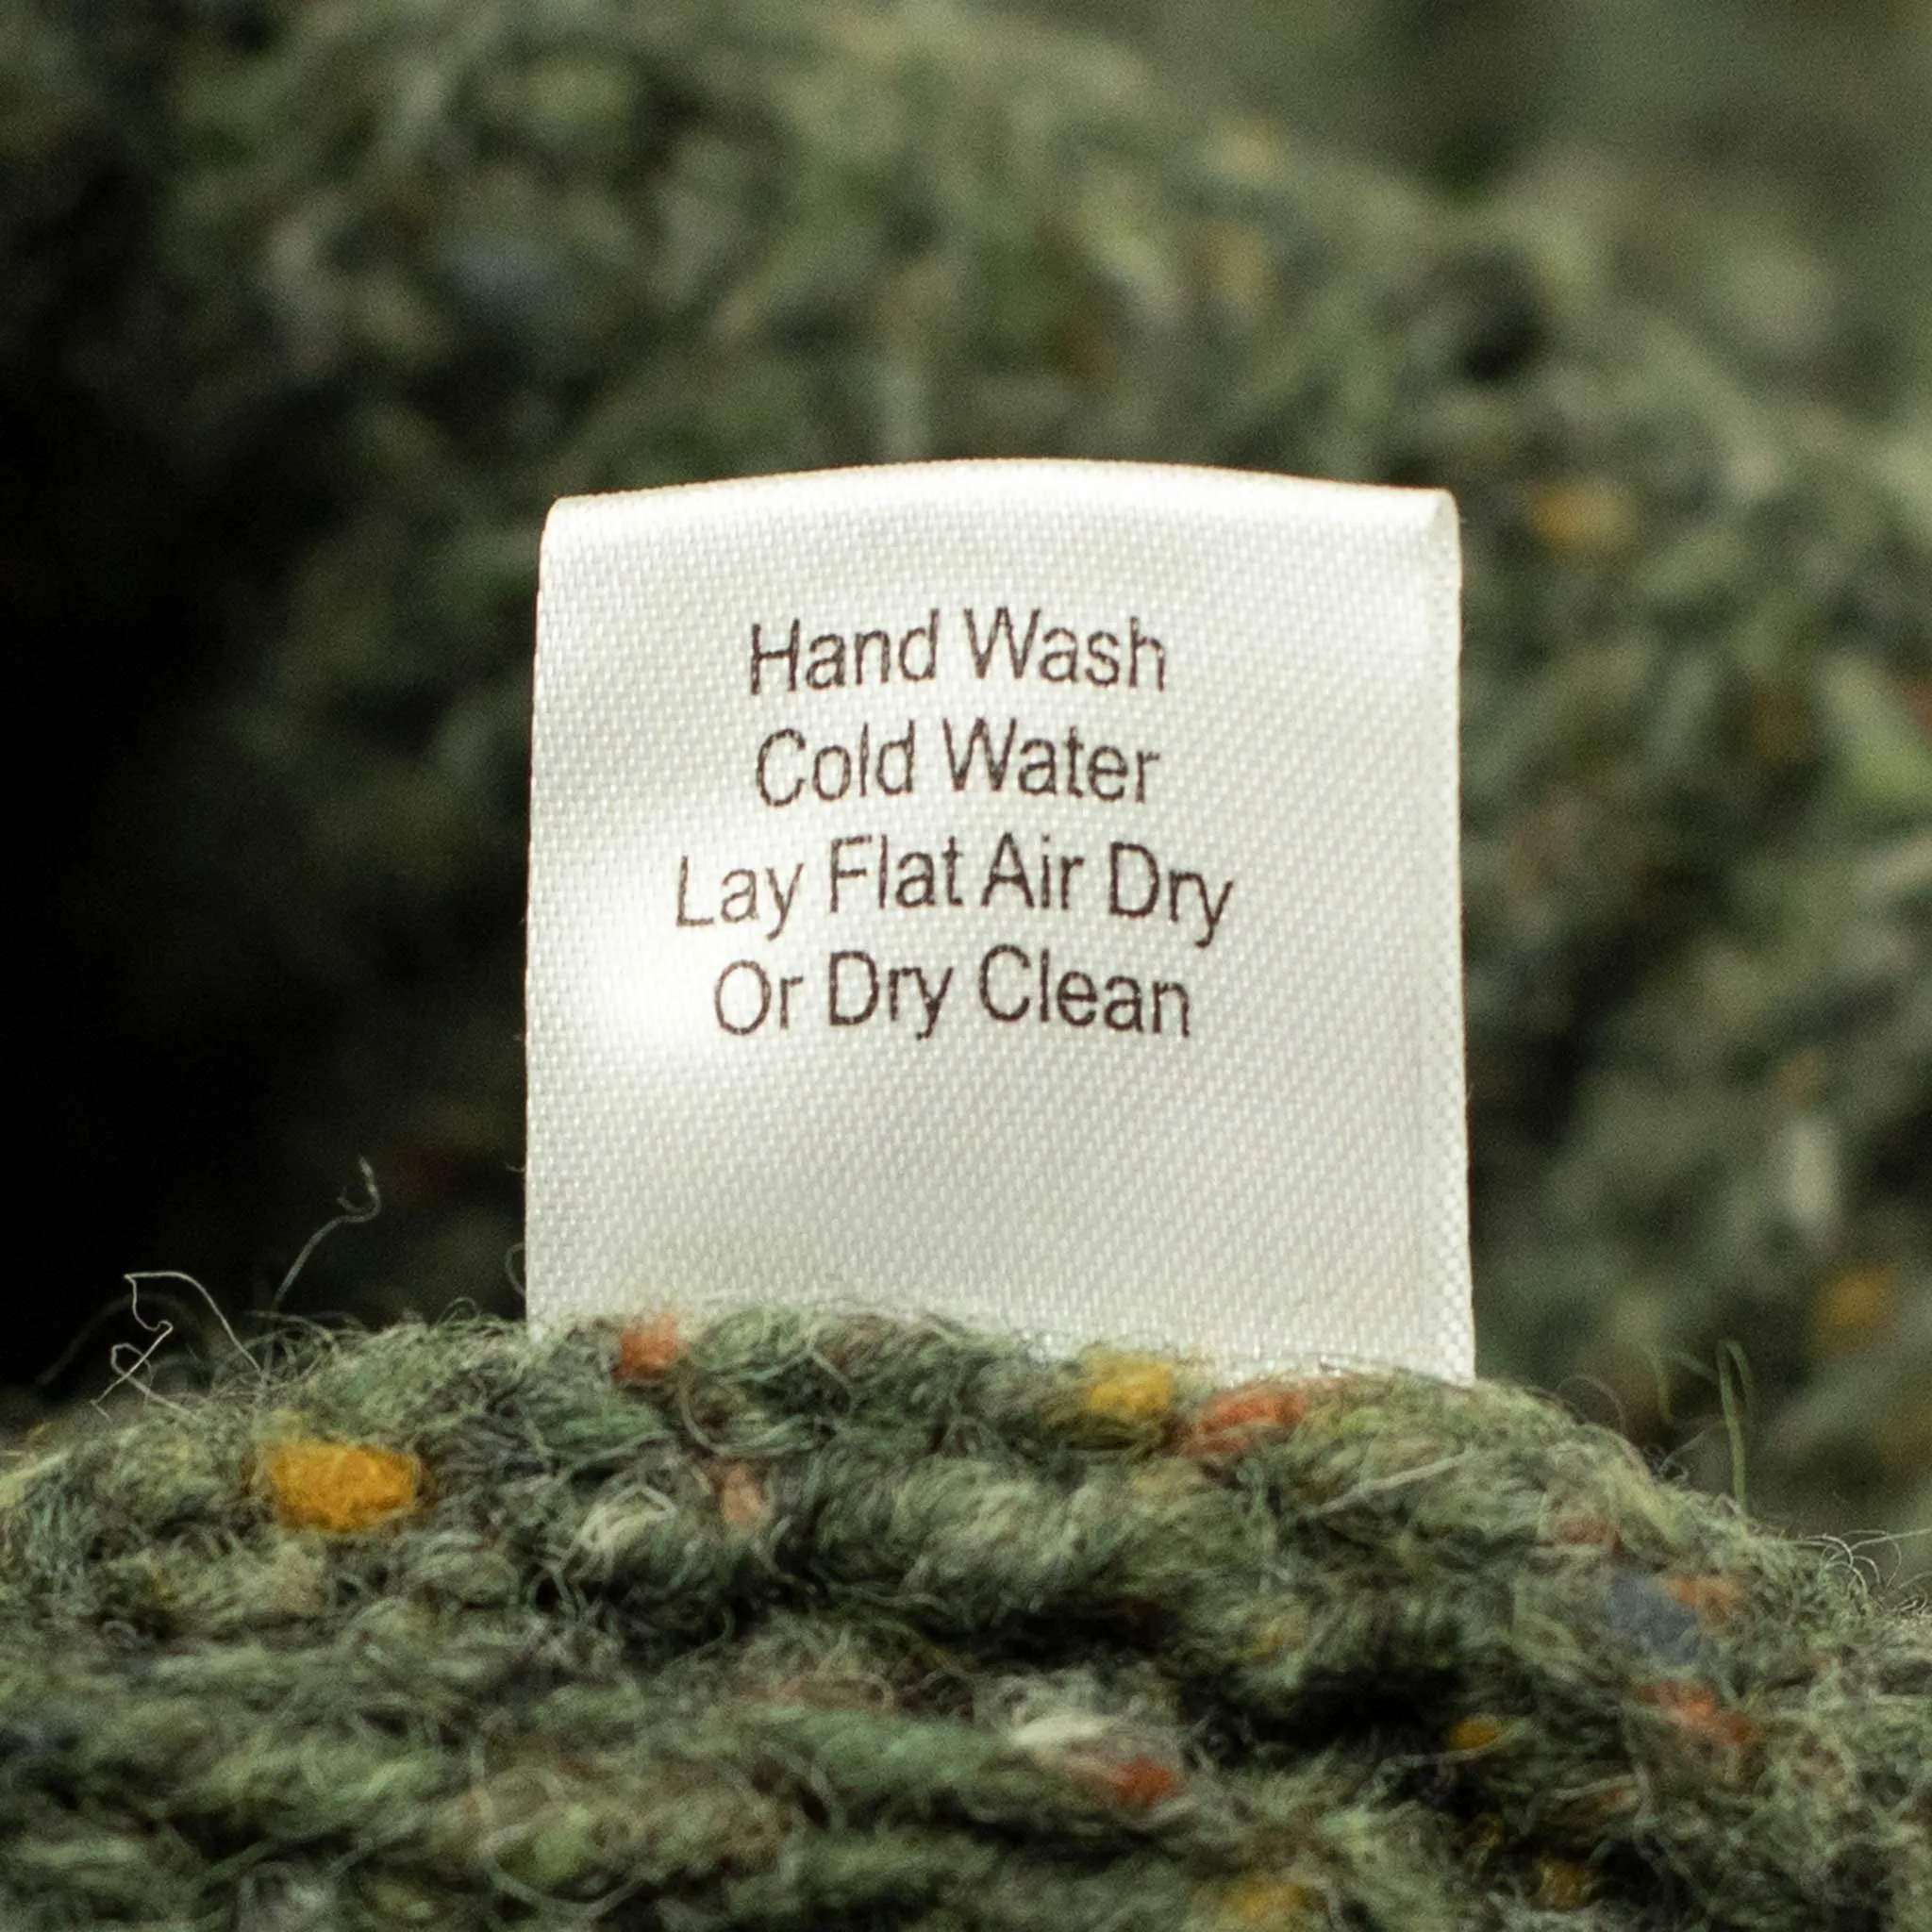 Hand Wash
Cold Water
Lay Flat Air Dry
Or Dry Clean